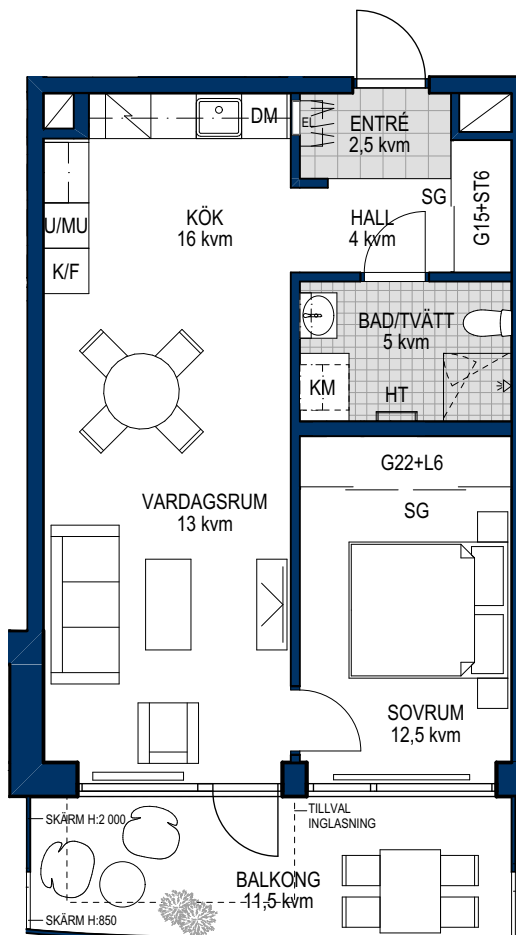 DM
EL
ENTRÉ
2,5 kvm
KÖK
16 kvm
SG
HALL
4 kvm
G15+ST6
U/MU
K/F
BAD/TVÄTT
5 kvm
KM
HT
G22+L6
SG
VARDAGSRUM
13 kvm
SOVRUM
12,5 kvm
SKÄRM H:2 000
TILLVAL
INGLASNING
BALKONG
11,5 kvm
SKÄRM H:850